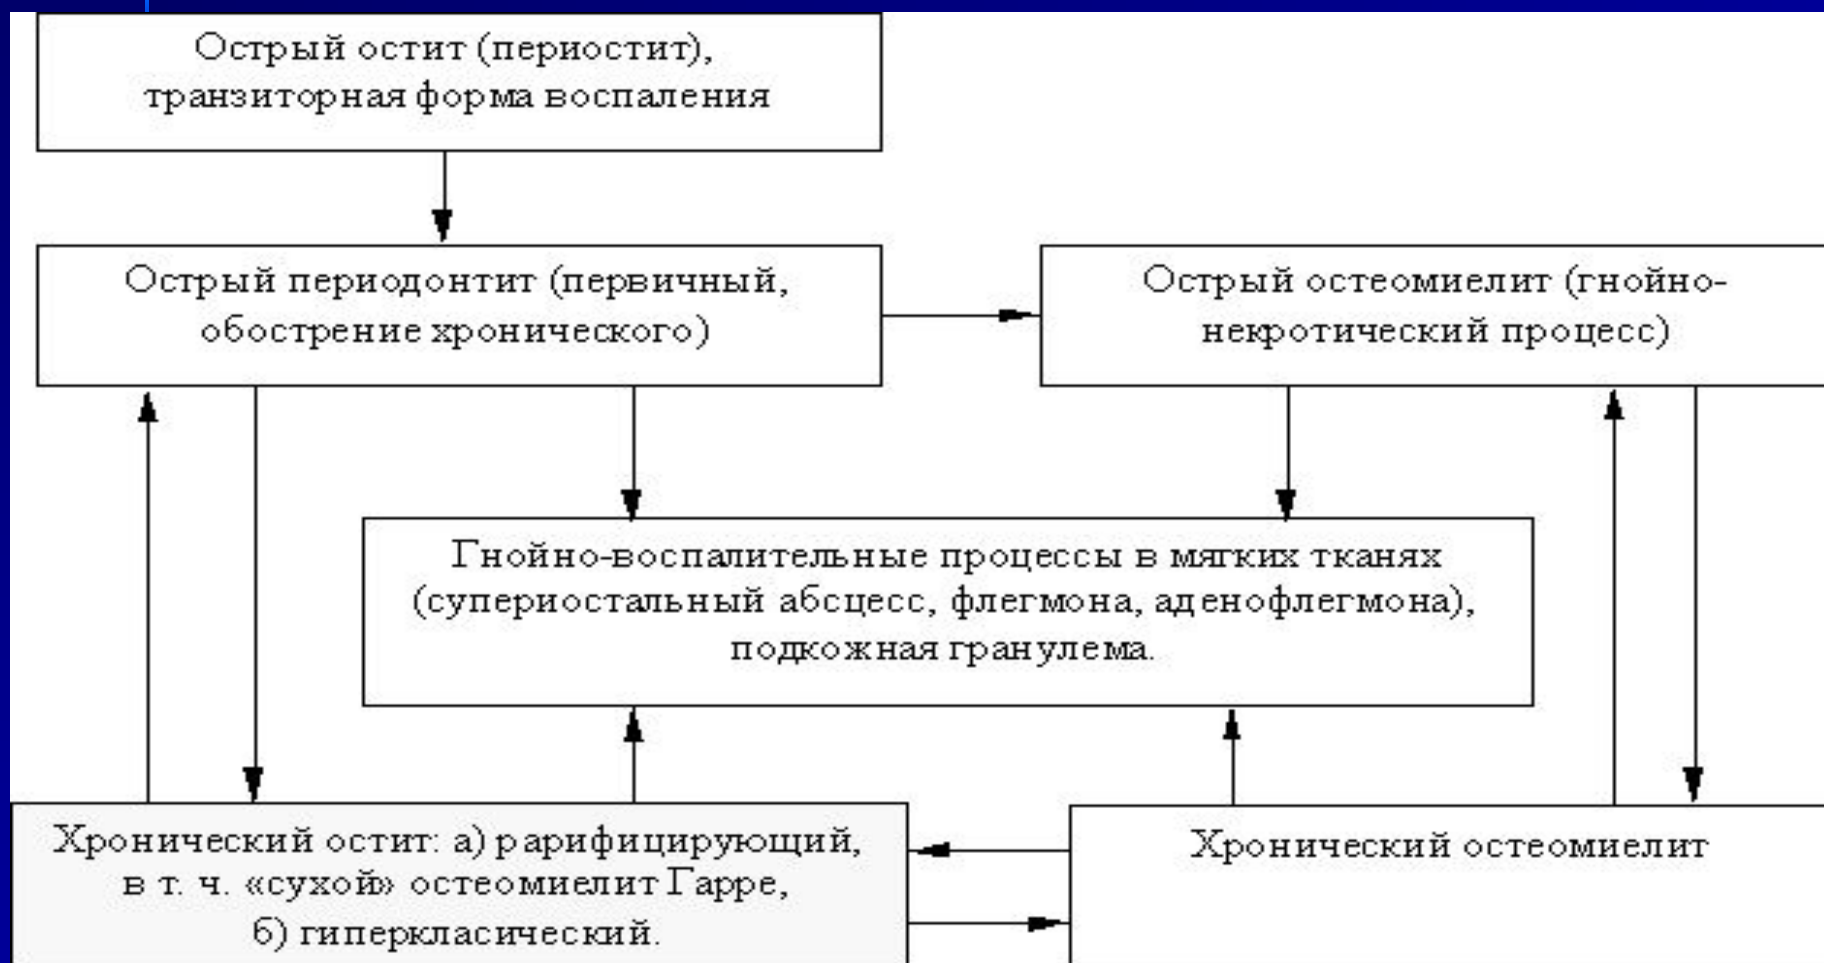 Острый остит (периостит),
транзиторная форма воспаления
Острый периодонтит (первичный,
обострение хронического)
Острый остеомиелит (гнойно-
некротический процесс)
Гнойно-воспалительные процессы в мягких тканях
(супериостальный абсцесс, флегмона, аденофлегмона),
подкожная гранулема.
Хронический остит: а) рарифицирующий,
в т. ч. «сухой» остеомиелит Гарре,
б) гиперкласический.
Хронический остеомиелит